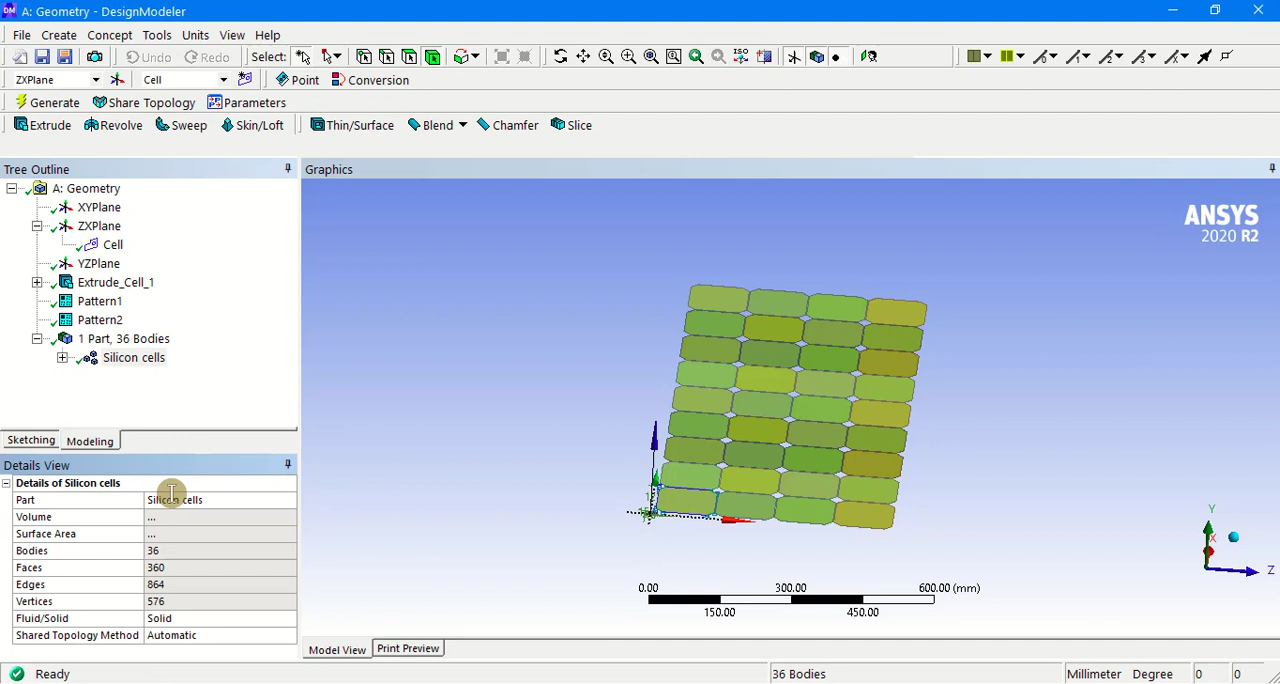 DM A: Geometry - DesignModeler
File Create Concept Tools Units View Help
Undo Redo Select: ISO
ZXPlane Cell Point Conversion
Generate Share Topology Parameters
Extrude Revolve Sweep Skin/Loft Thin/Surface Blend Chamfer Slice
Tree Outline
A: Geometry
XYPlane
ZXPlane
Cell
YZPlane
Extrude_Cell_1
Pattern1
Pattern2
1 Part, 36 Bodies
Silicon cells
Sketching Modeling
Details View
Details of Silicon cells
Part Silicon cells
Volume ...
Surface Area ...
Bodies 36
Faces 360
Edges 864
Vertices 576
Fluid/Solid Solid
Shared Topology Method Automatic
Graphics
ANSYS
2020 R2
0.00 300.00 600.00 (mm)
150.00 450.00
Y
X
Z
Model View Print Preview
Ready 36 Bodies Millimeter Degree 0 0